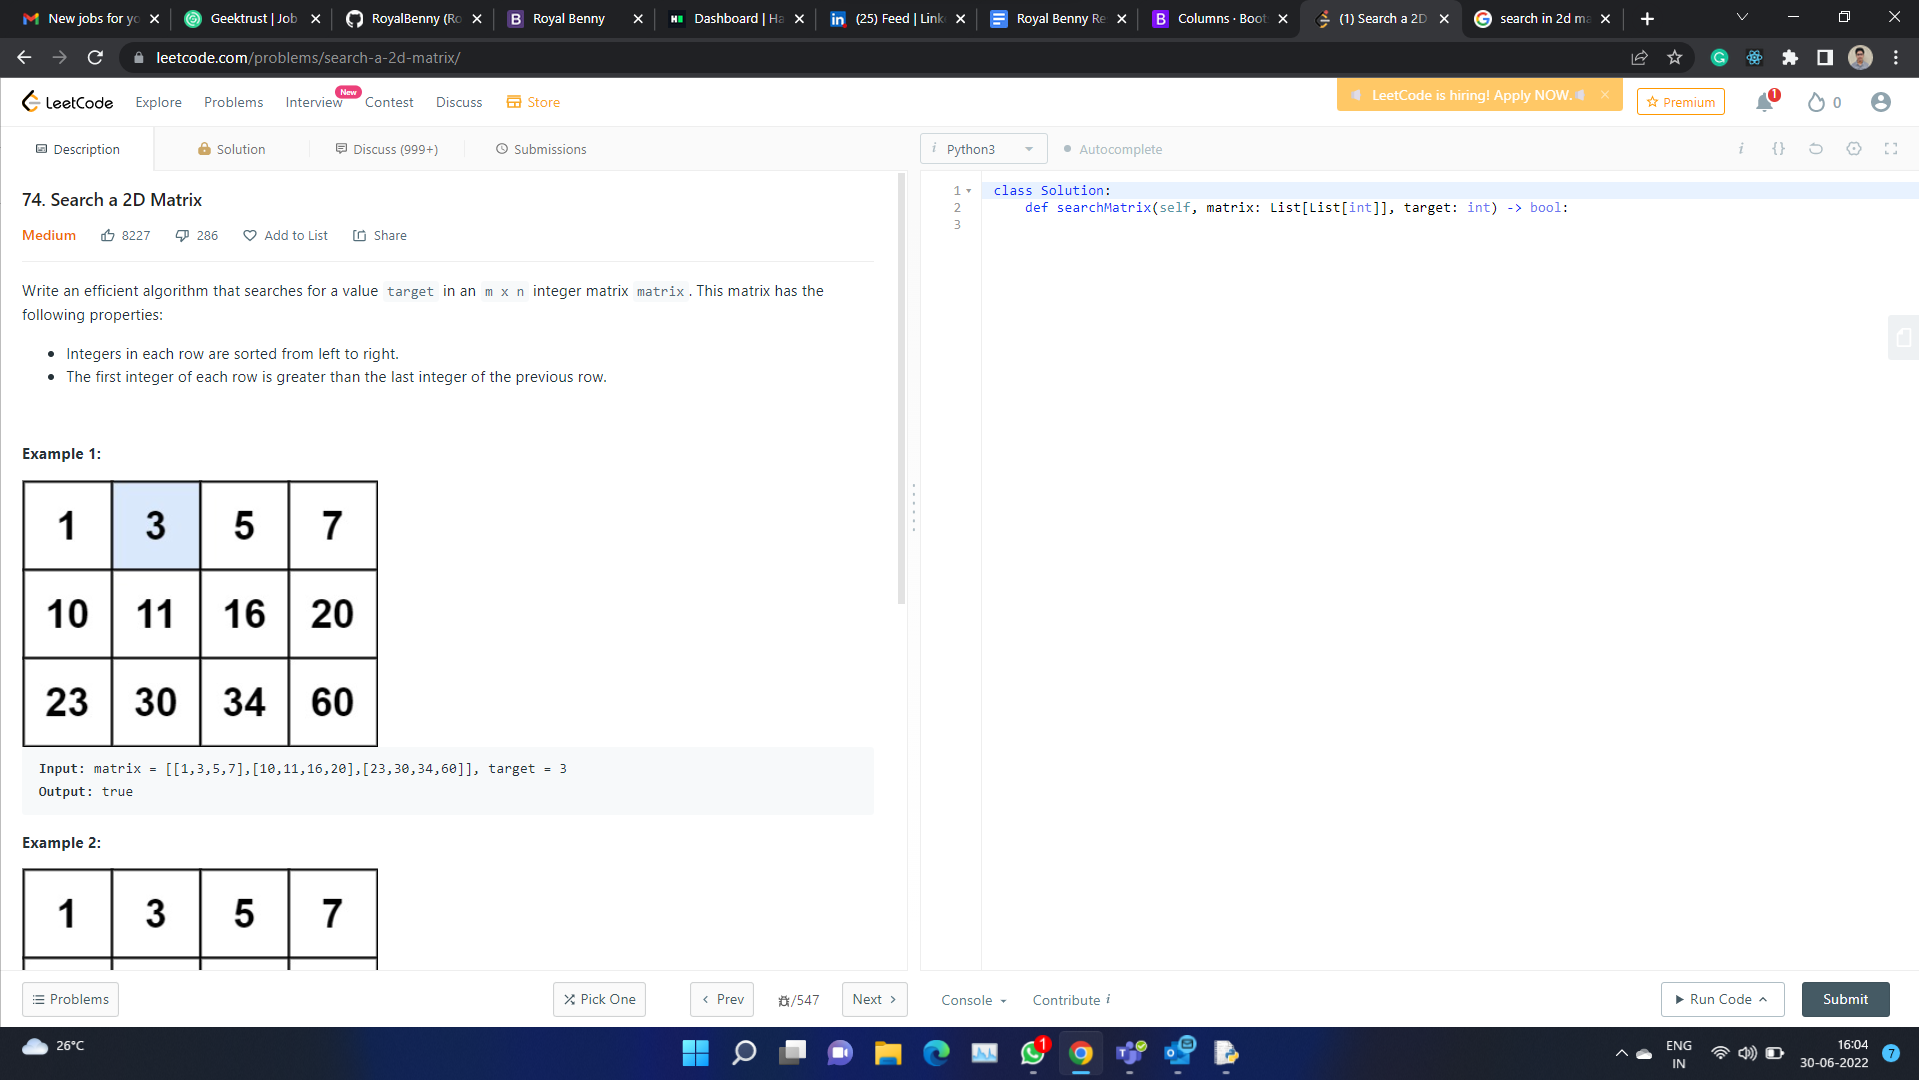 New jobs for yo
Geektrust | Job
RoyalBenny (Ro
Royal Benny
Dashboard | Ha
(25) Feed | Link
Royal Benny Re
Columns · Boot
(1) Search a 2D
search in 2d ma
leetcode.com/problems/search-a-2d-matrix/
LeetCode
Explore
Problems
Interview
New
Contest
Discuss
Store
LeetCode is hiring! Apply NOW.
Premium
1
0
Description
Solution
Discuss (999+)
Submissions
i Python3
Autocomplete
i {}
74. Search a 2D Matrix
Medium 8227 286 Add to List Share
Write an efficient algorithm that searches for a value target in an m x n integer matrix matrix. This matrix has the
following properties:
Integers in each row are sorted from left to right.
The first integer of each row is greater than the last integer of the previous row.
Example 1:
1 3 5 7
10 11 16 20
23 30 34 60
Input: matrix = [[1,3,5,7],[10,11,16,20],[23,30,34,60]], target = 3
Output: true
Example 2:
1 3 5 7
1 class Solution:
2 def searchMatrix(self, matrix: List[List[int]], target: int) -> bool:
3
Problems
Pick One
Prev
/547
Next
Console
Contribute i
Run Code
Submit
26°C
1
ENG
IN
16:04
30-06-2022
7